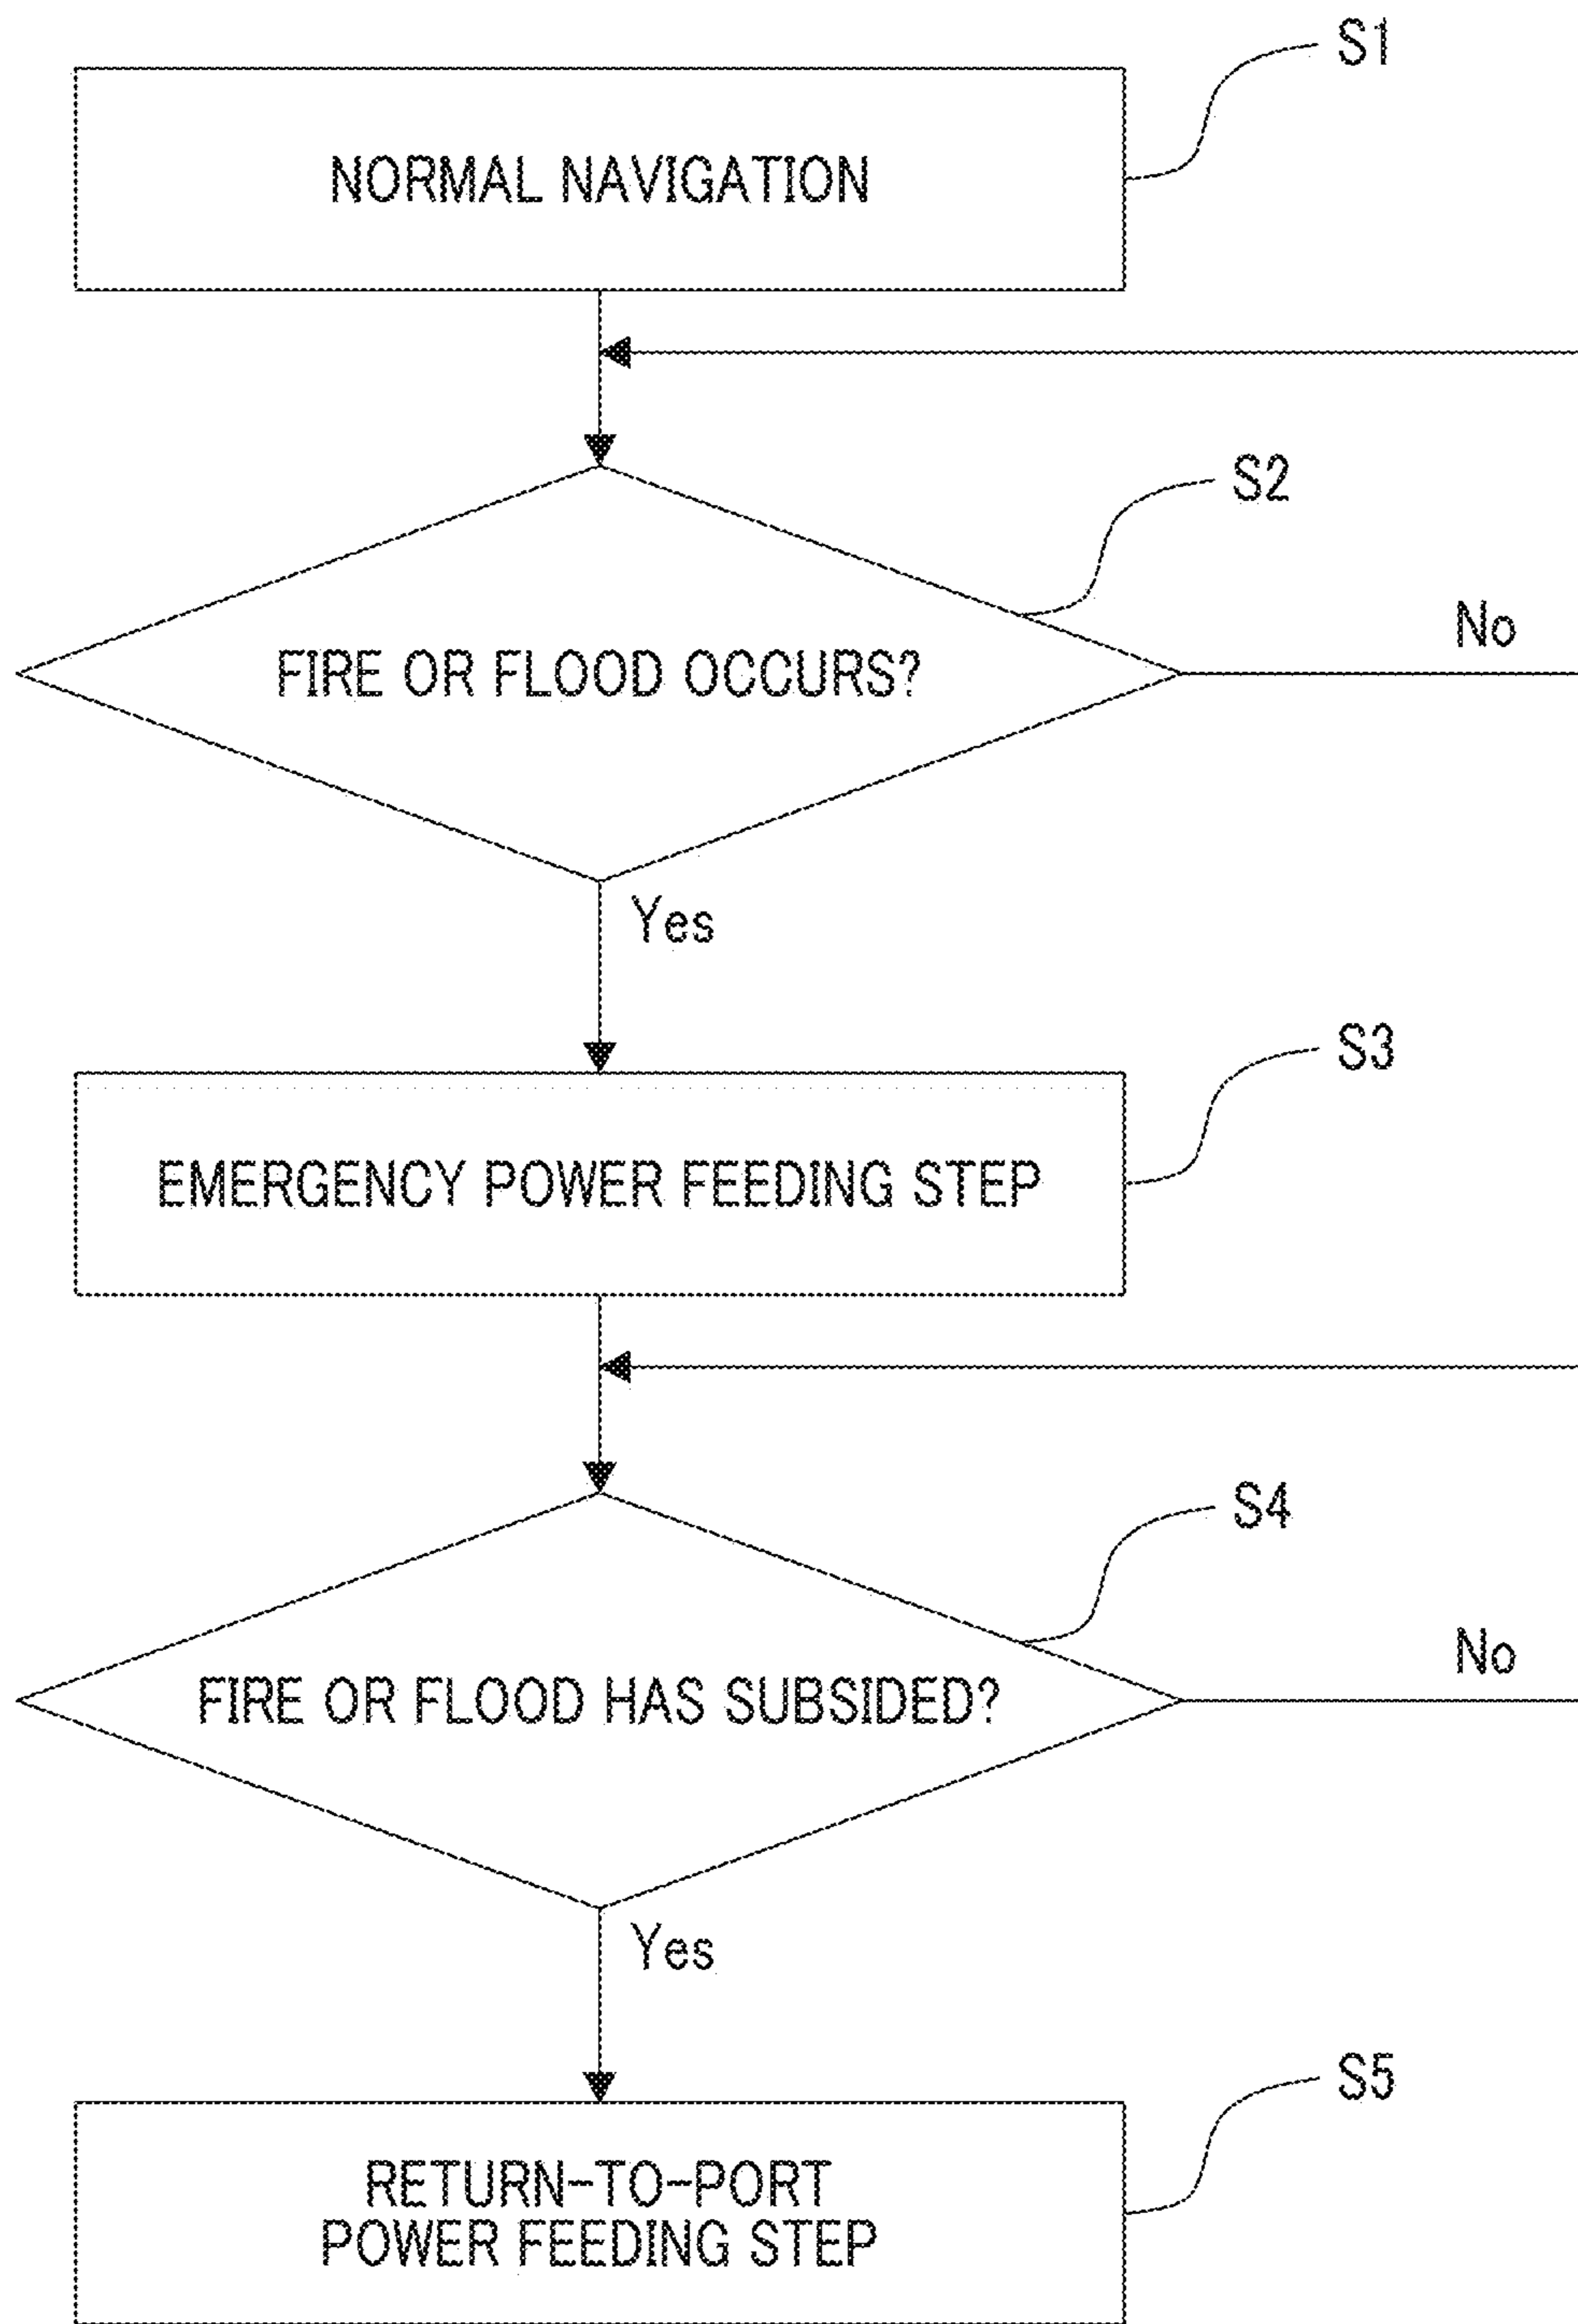 S1
NORMAL NAVIGATION
S2
No
FIRE OR FLOOD OCCURS?
Yes
S3
EMERGENCY POWER FEEDING STEP
S4
No
FIRE OR FLOOD HAS SUBSIDED?
Yes
S5
RETURN-TO-PORT
POWER FEEDING STEP